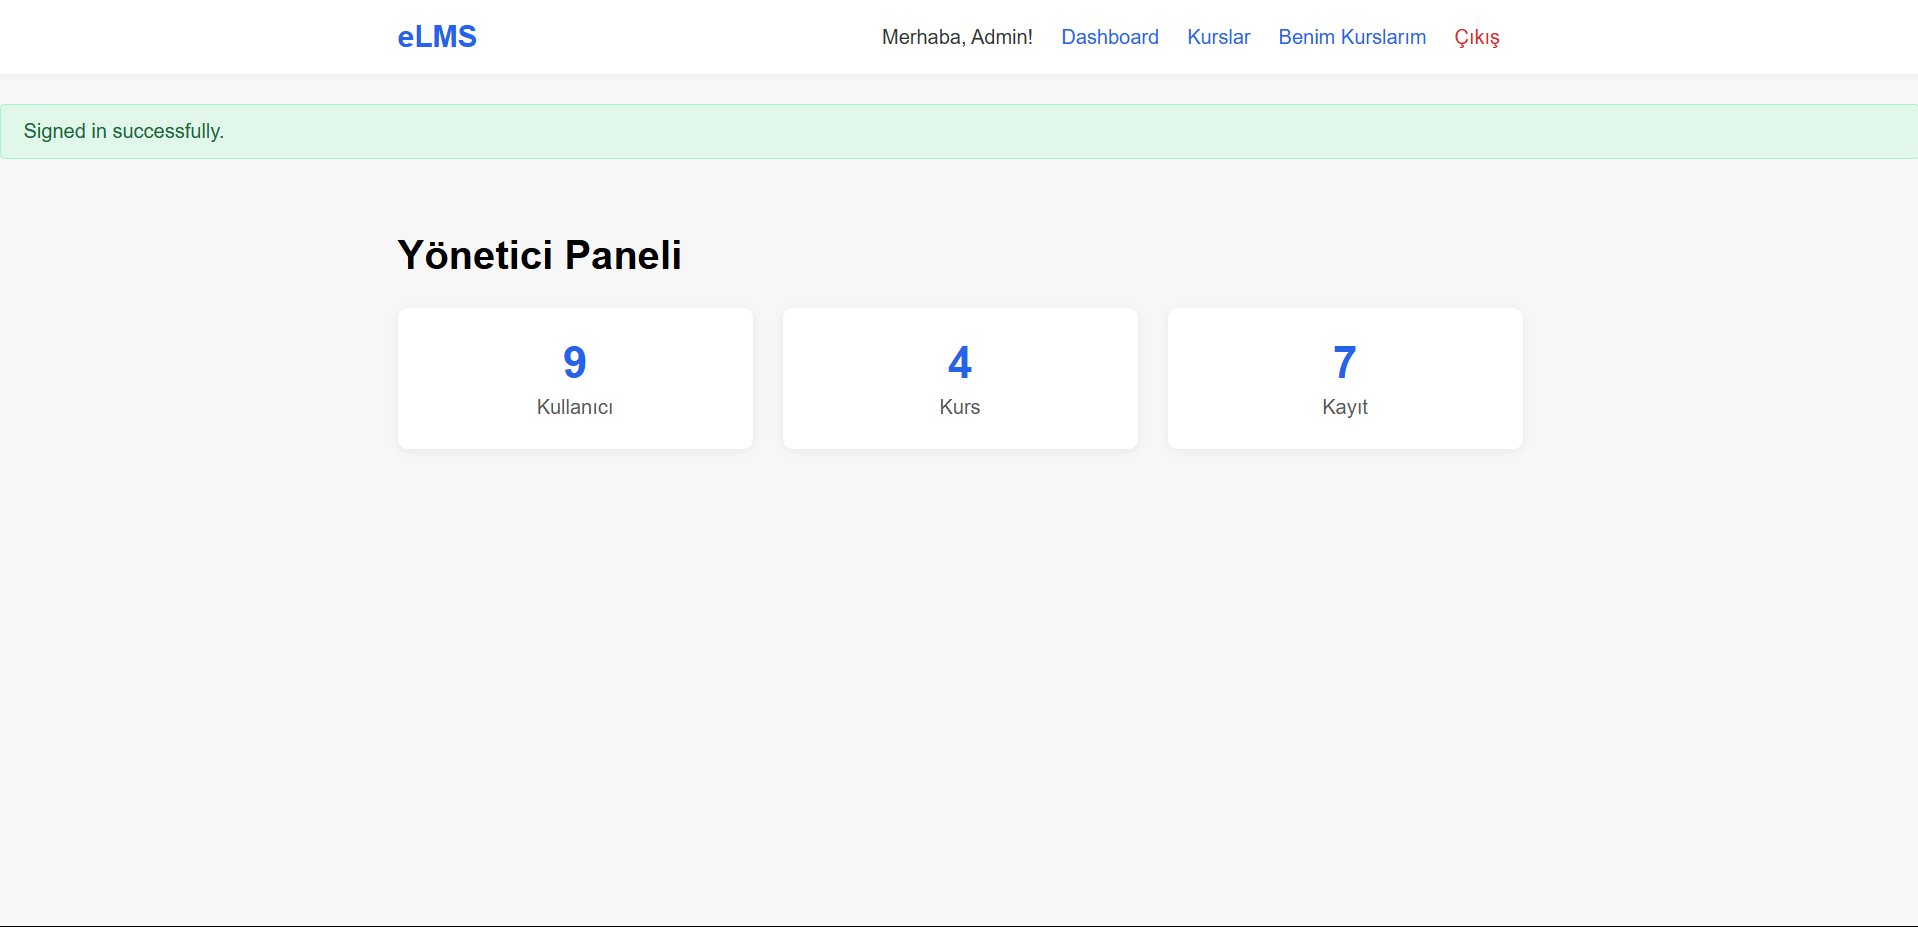 eLMS
Merhaba, Admin! Dashboard Kurslar Benim Kurslarım Çıkış
Signed in successfully.
Yönetici Paneli
9
Kullanıcı
4
Kurs
7
Kayıt